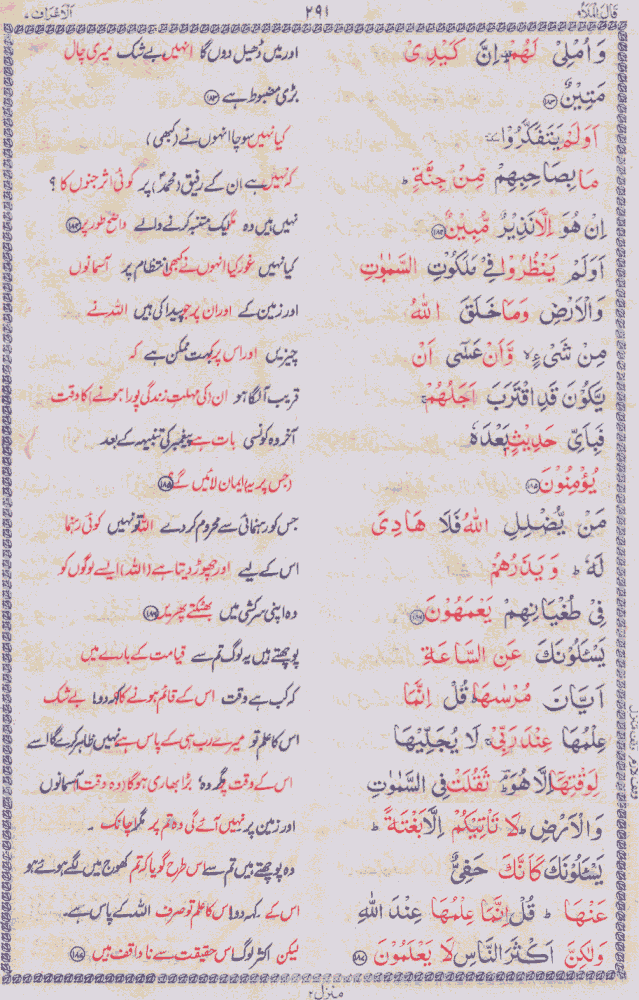 قَالَ الْمَلَاُ ٩
٢٩١
اَلْاَعْرَاف ٧
وَاُمْلِيْ لَهُمْ ؕ اِنَّ كَيْدِيْ
مَتِيْنٌ ﴿۱۸۳﴾
اَوَلَمْ يَتَفَكَّرُوْا
مَا بِصَاحِبِهِمْ مِّنْ جِنَّةٍ ؕ
اِنْ هُوَ اِلَّا نَذِيْرٌ مُّبِيْنٌ ﴿۱۸۴﴾
اَوَلَمْ يَنْظُرُوْا فِيْ مَلَكُوْتِ السَّمٰوٰتِ
وَالْاَرْضِ وَمَا خَلَقَ اللّٰهُ
مِنْ شَيْءٍ ۙ وَّاَنْ عَسٰٓى اَنْ
يَّكُوْنَ قَدِ اقْتَرَبَ اَجَلُهُمْ ۚ
فَبِاَيِّ حَدِيْثٍۭ بَعْدَهٗ
يُؤْمِنُوْنَ ﴿۱۸۵﴾
مَنْ يُّضْلِلِ اللّٰهُ فَلَا هَادِيَ
لَهٗ ؕ وَيَذَرُهُمْ
فِيْ طُغْيَانِهِمْ يَعْمَهُوْنَ ﴿۱۸۶﴾
يَسْـَٔلُوْنَكَ عَنِ السَّاعَةِ
اَيَّانَ مُرْسٰىهَا ؕ قُلْ اِنَّمَا
عِلْمُهَا عِنْدَ رَبِّيْ ۚ لَا يُجَلِّيْهَا
لِوَقْتِهَآ اِلَّا هُوَ ؔۘ ثَقُلَتْ فِي السَّمٰوٰتِ
وَالْاَرْضِ ؕ لَا تَاْتِيْكُمْ اِلَّا بَغْتَةً ؕ
يَسْـَٔلُوْنَكَ كَاَنَّكَ حَفِيٌّ
عَنْهَا ؕ قُلْ اِنَّمَا عِلْمُهَا عِنْدَ اللّٰهِ
وَلٰكِنَّ اَكْثَرَ النَّاسِ لَا يَعْلَمُوْنَ ﴿۱۸۷﴾
اور میں ڈھیل دوں گا انہیں بے شک میری چال
بڑی مضبوط ہے ﴿۱۸۳﴾
کیا نہیں سوچا انہوں نے (کبھی)
کہ نہیں ہے ان کے رفیق (محمدؐ) پر کوئی اثر جنوں کا ؟
نہیں ہیں وہ مگر ایک متنبہ کرنے والے واضح طور پر ﴿۱۸۴﴾
کیا نہیں غور کیا انہوں نے کبھی انتظام پر آسمانوں
اور زمین کے اور ان پر جو پیدا کی ہیں اللہ نے
چیزیں اور اس پر کہ بہت ممکن ہے کہ
قریب آ لگا ہو ان کی مہلتِ زندگی پورا ہونے کا وقت
آخر وہ کونسی بات ہے پیغمبر کی تنبیہ کے بعد
(جس پر یہ ایمان لائیں گے) ﴿۱۸۵﴾
جس کو رہنمائی سے محروم کر دے اللہ تو نہیں کوئی رہنما
اس کے لیے اور چھوڑ دیتا ہے (اللہ) ایسے لوگوں کو
وہ اپنی سرکشی میں بھٹکتے پھریں ﴿۱۸۶﴾
پوچھتے ہیں یہ لوگ تم سے قیامت کے بارے میں
کہ کب ہے وقت اس کے قائم ہونے کا کہہ دو! بے شک
اس کا علم تو میرے رب ہی کے پاس ہے نہیں ظاہر کرے گا اسے
اس کے وقت پر مگر وہ، بڑا بھاری ہوگا (وہ وقت) آسمانوں
اور زمین پر نہیں آئے گی وہ تم پر مگر اچانک ۔
وہ پوچھتے ہیں تم سے اس طرح گویا کہ تم کھوج میں لگے ہوئے ہو
اس کے ۔ کہہ دو! اس کا علم تو صرف اللہ کے پاس ہے۔
لیکن اکثر لوگ اس حقیقت سے ناواقف ہیں ﴿۱۸۷﴾
منزل ٢